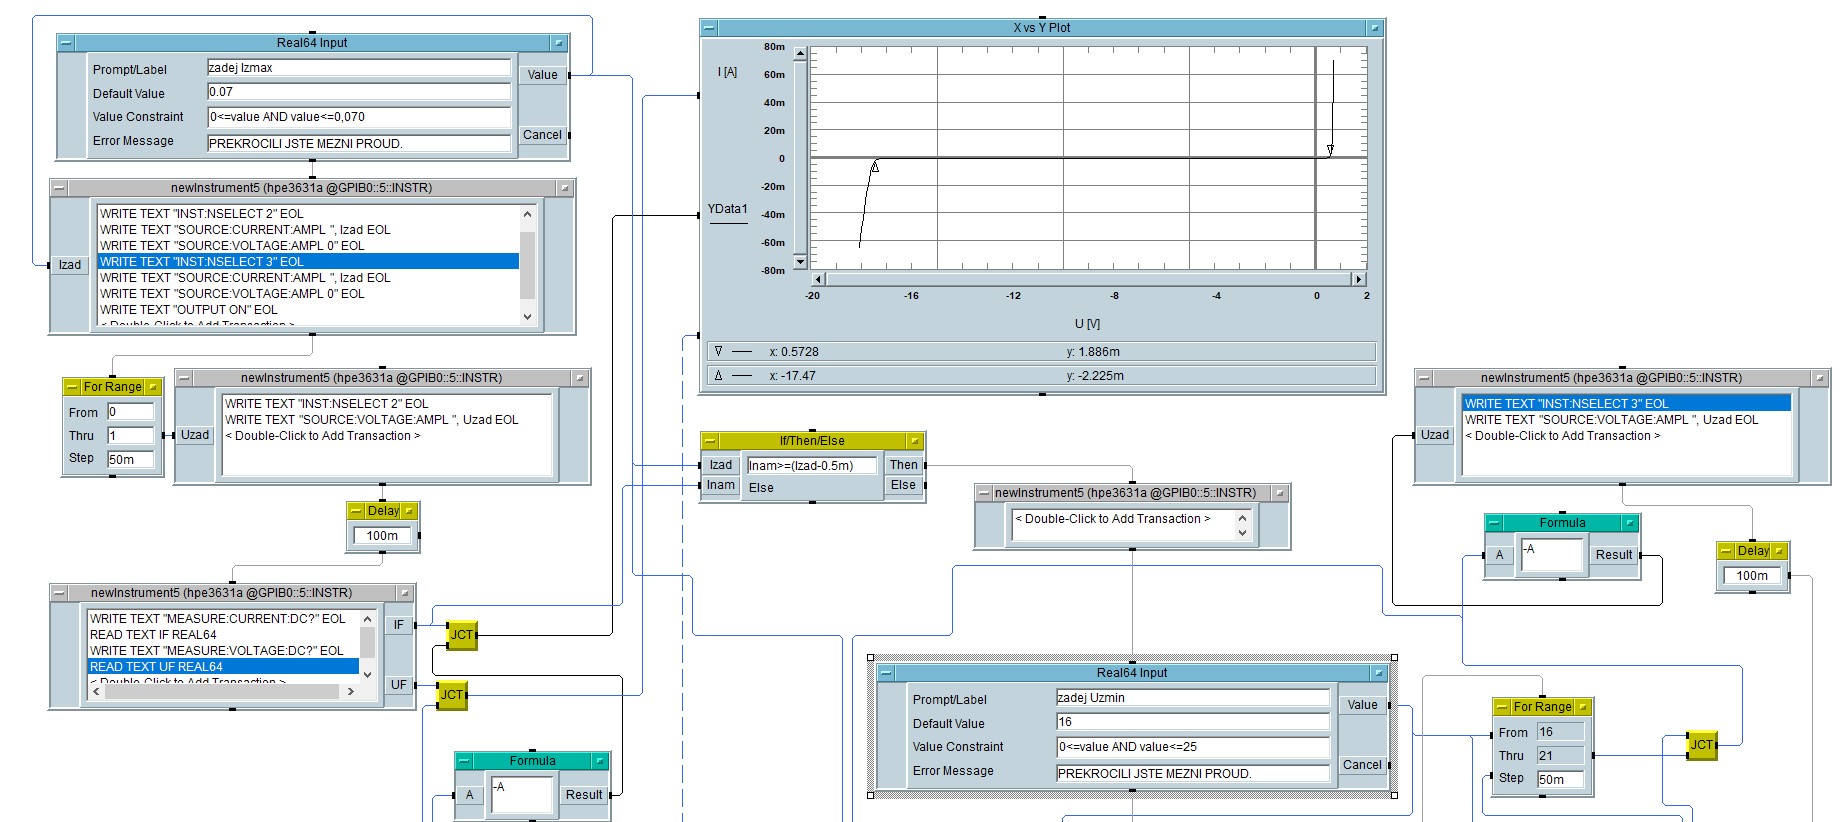 Real64 Input
Prompt/Label zadej Izmax
Default Value 0.07
Value Constraint 0<=value AND value<=0,070
Error Message PREKROCILI JSTE MEZNI PROUD.
Value
Cancel
newInstrument5 (hpe3631a @GPIB0::5::INSTR)
Izad
WRITE TEXT "INST:NSELECT 2" EOL
WRITE TEXT "SOURCE:CURRENT:AMPL ", Izad EOL
WRITE TEXT "SOURCE:VOLTAGE:AMPL 0" EOL
WRITE TEXT "INST:NSELECT 3" EOL
WRITE TEXT "SOURCE:CURRENT:AMPL ", Izad EOL
WRITE TEXT "SOURCE:VOLTAGE:AMPL 0" EOL
WRITE TEXT "OUTPUT ON" EOL
< Double-Click to Add Transaction >
For Range
From 0
Thru 1
Step 50m
newInstrument5 (hpe3631a @GPIB0::5::INSTR)
Uzad
WRITE TEXT "INST:NSELECT 2" EOL
WRITE TEXT "SOURCE:VOLTAGE:AMPL ", Uzad EOL
< Double-Click to Add Transaction >
Delay
100m
newInstrument5 (hpe3631a @GPIB0::5::INSTR)
WRITE TEXT "MEASURE:CURRENT:DC?" EOL
READ TEXT IF REAL64
WRITE TEXT "MEASURE:VOLTAGE:DC?" EOL
READ TEXT UF REAL64
< Double-Click to Add Transaction >
IF
UF
JCT
JCT
Formula
A
-A
Result
X vs Y Plot
I [A]
YData1
80m
60m
40m
20m
0
-20m
-40m
-60m
-80m
-20 -16 -12 -8 -4 0 2
U [V]
x: 0.5728 y: 1.886m
x: -17.47 y: -2.225m
If/Then/Else
Izad Inam>=(Izad-0.5m) Then
Inam Else Else
newInstrument5 (hpe3631a @GPIB0::5::INSTR)
< Double-Click to Add Transaction >
Real64 Input
Prompt/Label zadej Uzmin
Default Value 16
Value Constraint 0<=value AND value<=25
Error Message PREKROCILI JSTE MEZNI PROUD.
Value
Cancel
newInstrument5 (hpe3631a @GPIB0::5::INSTR)
Uzad
WRITE TEXT "INST:NSELECT 3" EOL
WRITE TEXT "SOURCE:VOLTAGE:AMPL ", Uzad EOL
< Double-Click to Add Transaction >
Formula
A
-A
Result
Delay
100m
For Range
From 16
Thru 21
Step 50m
JCT